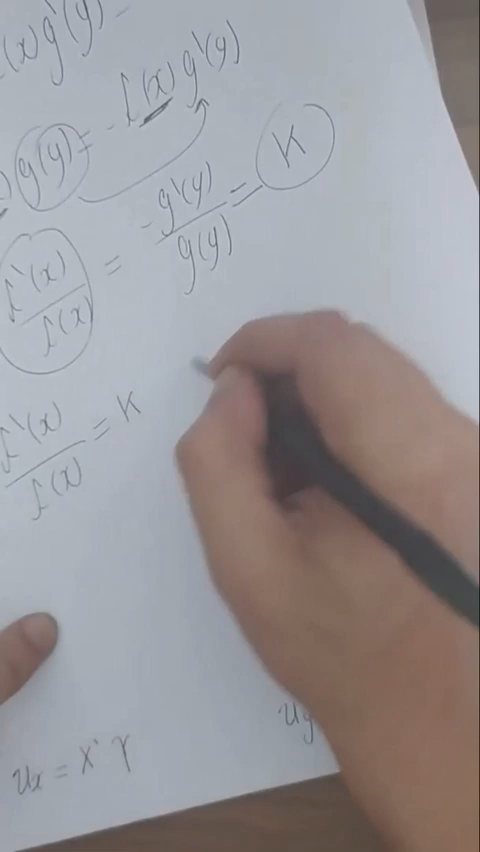 (x)g'(y) -
) g(y) = - f(x) g'(y)
f'(x)/f(x) = - g'(y)/g(y) = K
f'(x)/f(x) = K
ux = X' Y
uy